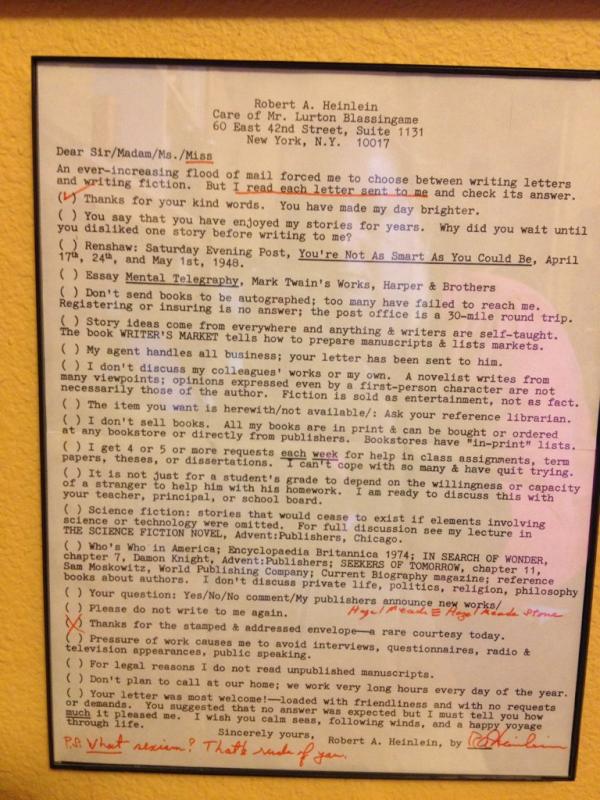 Robert A. Heinlein
Care of Mr. Lurton Blassingame
60 East 42nd Street, Suite 1131
New York, N.Y. 10017
Dear Sir/Madam/Ms./Miss
An ever-increasing flood of mail forced me to choose between writing letters
and writing fiction. But I read each letter sent to me and check its answer.
(✓) Thanks for your kind words. You have made my day brighter.
( ) You say that you have enjoyed my stories for years. Why did you wait until
you disliked one story before writing to me?
( ) Renshaw: Saturday Evening Post, You're Not As Smart As You Could Be, April
17th, 24th, and May 1st, 1948.
( ) Essay Mental Telegraphy, Mark Twain's Works, Harper & Brothers
( ) Don't send books to be autographed; too many have failed to reach me.
Registering or insuring is no answer; the post office is a 30-mile round trip.
( ) Story ideas come from everywhere and anything & writers are self-taught.
The book WRITER'S MARKET tells how to prepare manuscripts & lists markets.
( ) My agent handles all business; your letter has been sent to him.
( ) I don't discuss my colleagues' works or my own. A novelist writes from
many viewpoints; opinions expressed even by a first-person character are not
necessarily those of the author. Fiction is sold as entertainment, not as fact.
( ) The item you want is herewith/not available/: Ask your reference librarian.
( ) I don't sell books. All my books are in print & can be bought or ordered
at any bookstore or directly from publishers. Bookstores have "in-print" lists.
( ) I get 4 or 5 or more requests each week for help in class assignments, term
papers, theses, or dissertations. I can't cope with so many & have quit trying.
( ) It is not just for a student's grade to depend on the willingness or capacity
of a stranger to help him with his homework. I am ready to discuss this with
your teacher, principal, or school board.
( ) Science fiction: stories that would cease to exist if elements involving
science or technology were omitted. For full discussion see my lecture in
THE SCIENCE FICTION NOVEL, Advent:Publishers, Chicago.
( ) Who's Who in America; Encyclopaedia Britannica 1974; IN SEARCH OF WONDER,
chapter 7, Damon Knight, Advent:Publishers; SEEKERS OF TOMORROW, chapter 11,
Sam Moskowitz, World Publishing Company; Current Biography magazine; reference
books about authors. I don't discuss private life, politics, religion, philosophy
( ) Your question: Yes/No/No comment/My publishers announce new works/
Hazel Meade ≡ Hazel Meade Stone
( ) Please do not write to me again.
(X) Thanks for the stamped & addressed envelope—a rare courtesy today.
( ) Pressure of work causes me to avoid interviews, questionnaires, radio &
television appearances, public speaking.
( ) For legal reasons I do not read unpublished manuscripts.
( ) Don't plan to call at our home; we work very long hours every day of the year.
( ) Your letter was most welcome!—loaded with friendliness and with no requests
or demands. You suggested that no answer was expected but I must tell you how
much it pleased me. I wish you calm seas, following winds, and a happy voyage
through life.
Sincerely yours,
Robert A. Heinlein, by RAHeinlein
P.S. What sexism? That's rude of you.